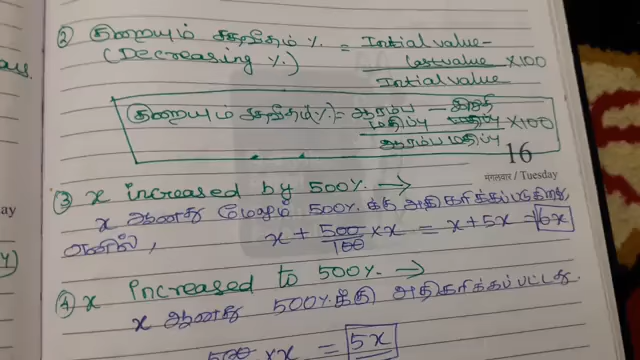 ② குறையும் சதவீதம் % = Initial value -
(Decreasing %) Last value ×100
Initial value
குறையும் சதவீதம் (%) = ஆரம்ப - இறுதி
மதிப்பு மதிப்பு ×100
ஆரம்ப மதிப்பு
16
मंगलवार / Tuesday
③ x increased by 500% →
x ஆனது மேலும் 500% க்கு அதிகரிக்கப்படுகிறது
எனில், x + 500/100 × x = x + 5x = 6x
④ x increased to 500% →
x ஆனது 500% க்கு அதிகரிக்கப்பட்டது.
500 × x = 5x
ay